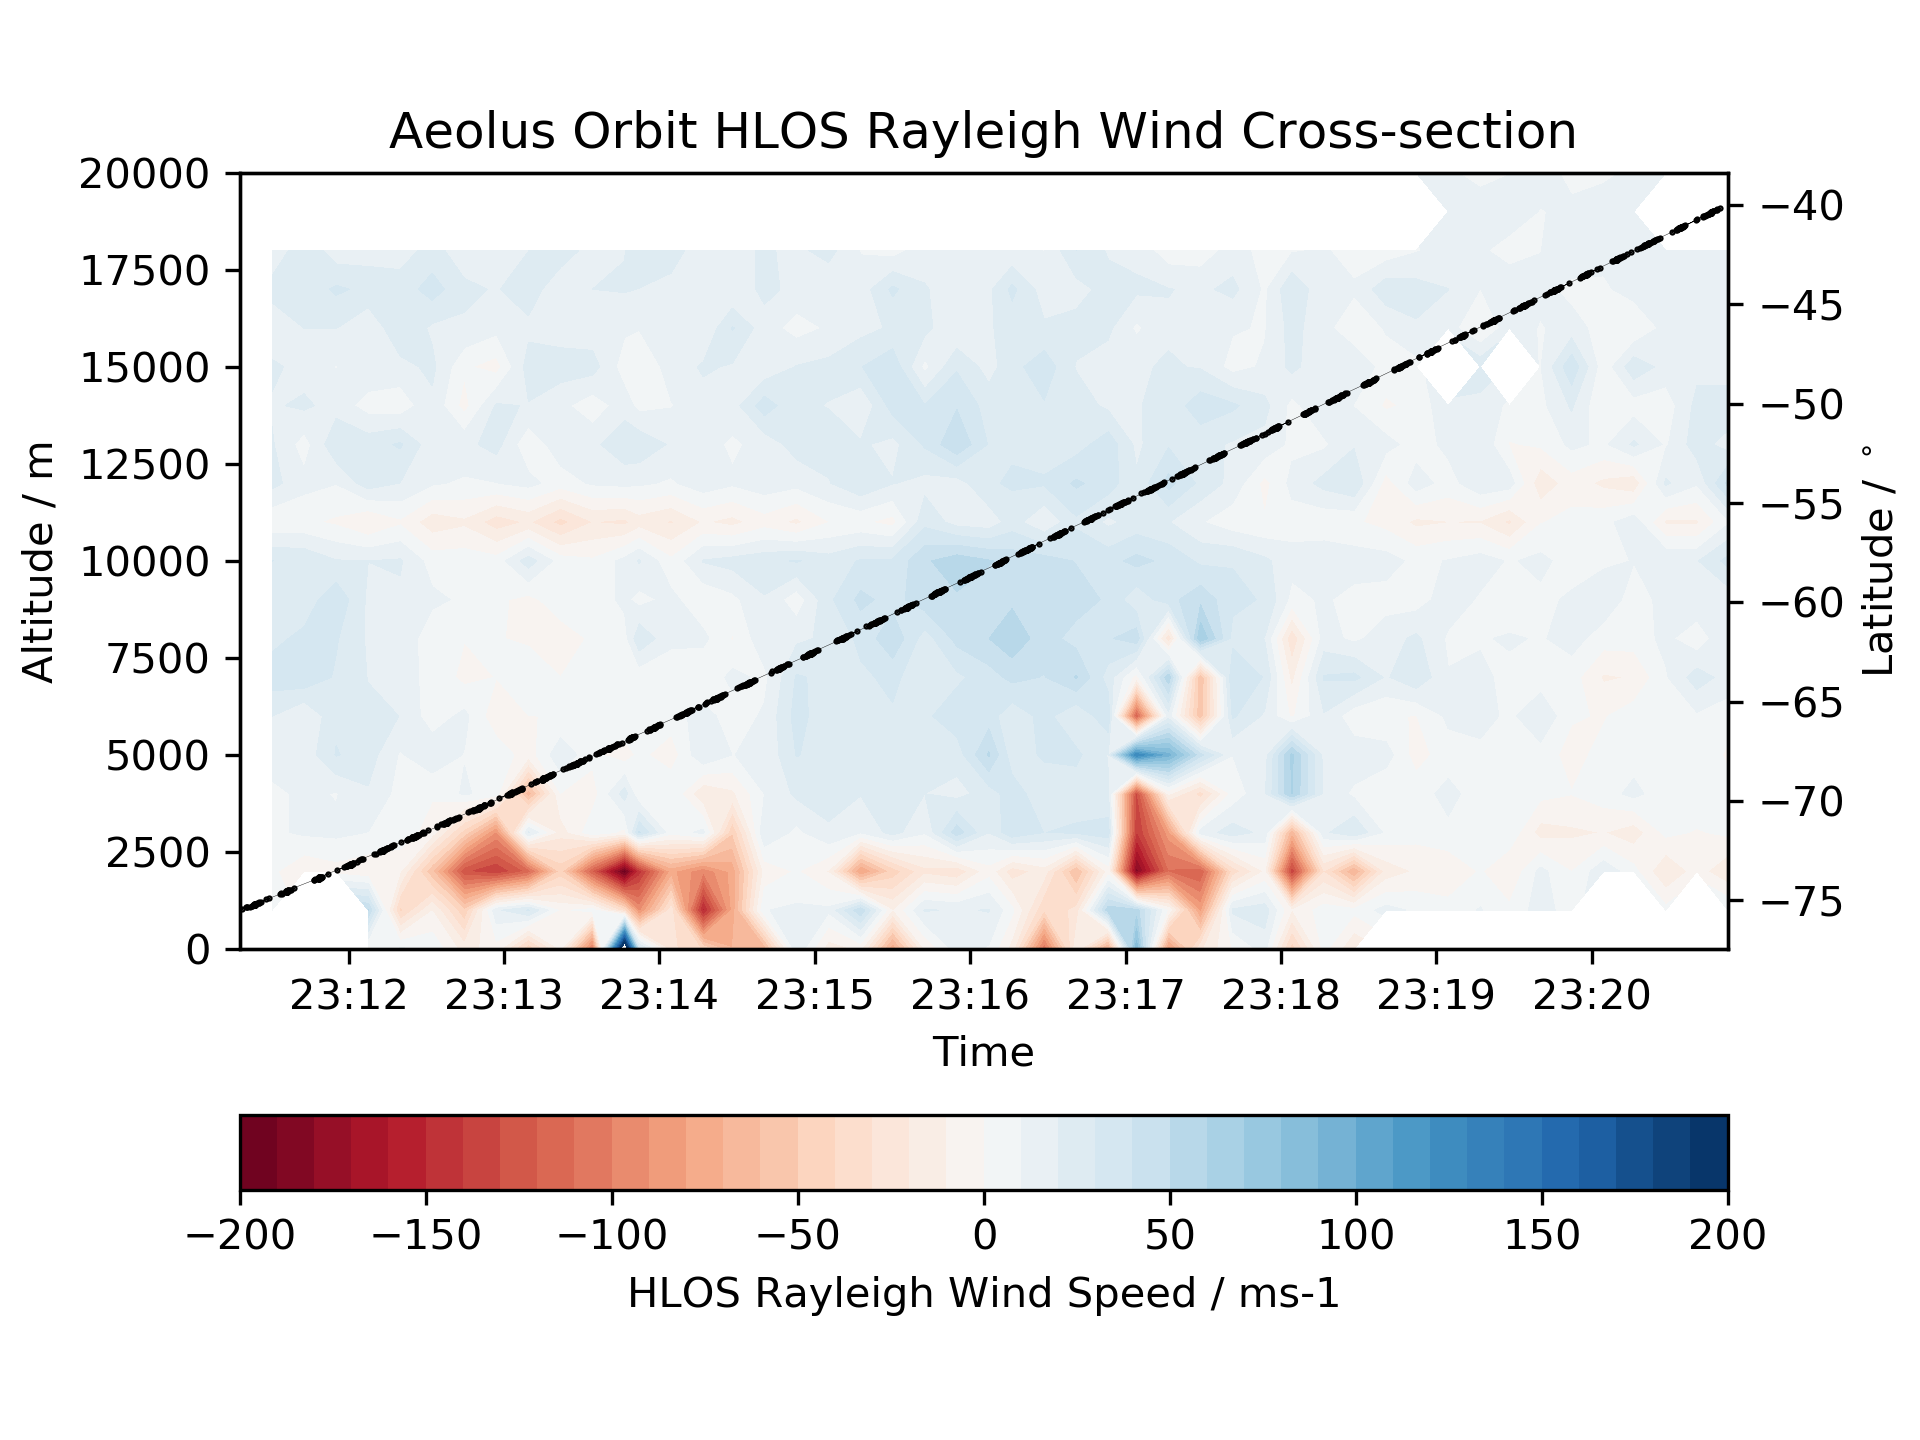 Aeolus Orbit HLOS Rayleigh Wind Cross-section
20000
17500
15000
12500
10000
7500
5000
2500
0
Altitude / m
−40
−45
−50
−55
−60
−65
−70
−75
Latitude / °
23:12 23:13 23:14 23:15 23:16 23:17 23:18 23:19 23:20
Time
−200 −150 −100 −50 0 50 100 150 200
HLOS Rayleigh Wind Speed / ms-1